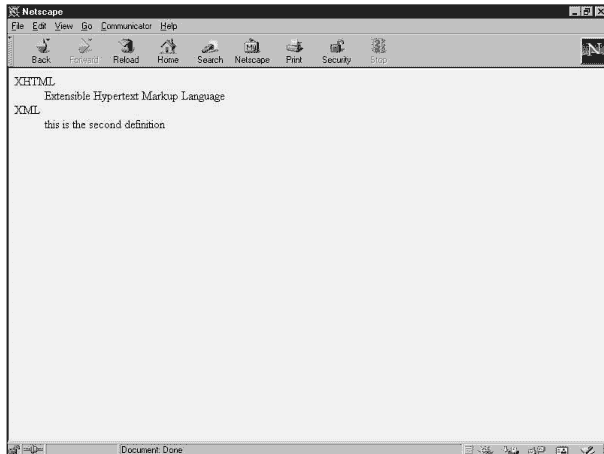 Netscape
File Edit View Go Communicator Help
Back Forward Reload Home Search Netscape Print Security Stop
My
N
XHTML
Extensible Hypertext Markup Language
XML
this is the second definition
Document: Done